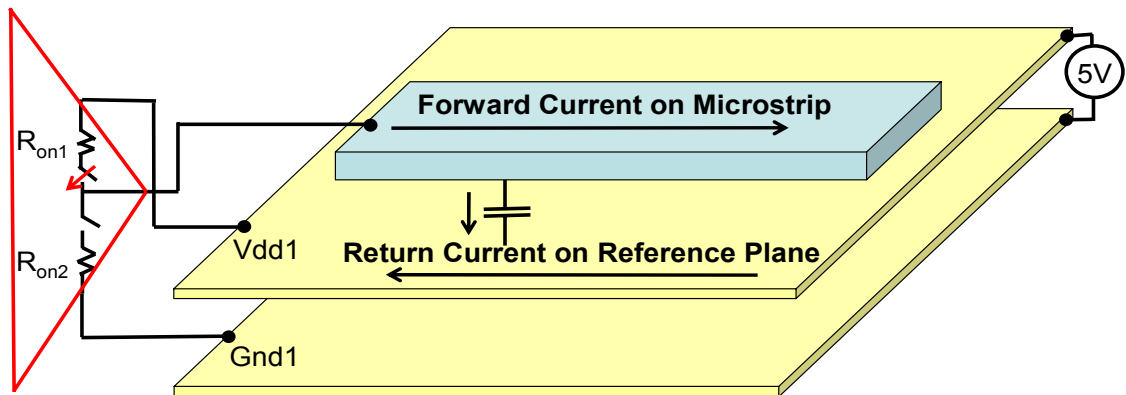 5V
Forward Current on Microstrip
Ron1
Vdd1
Return Current on Reference Plane
Ron2
Gnd1